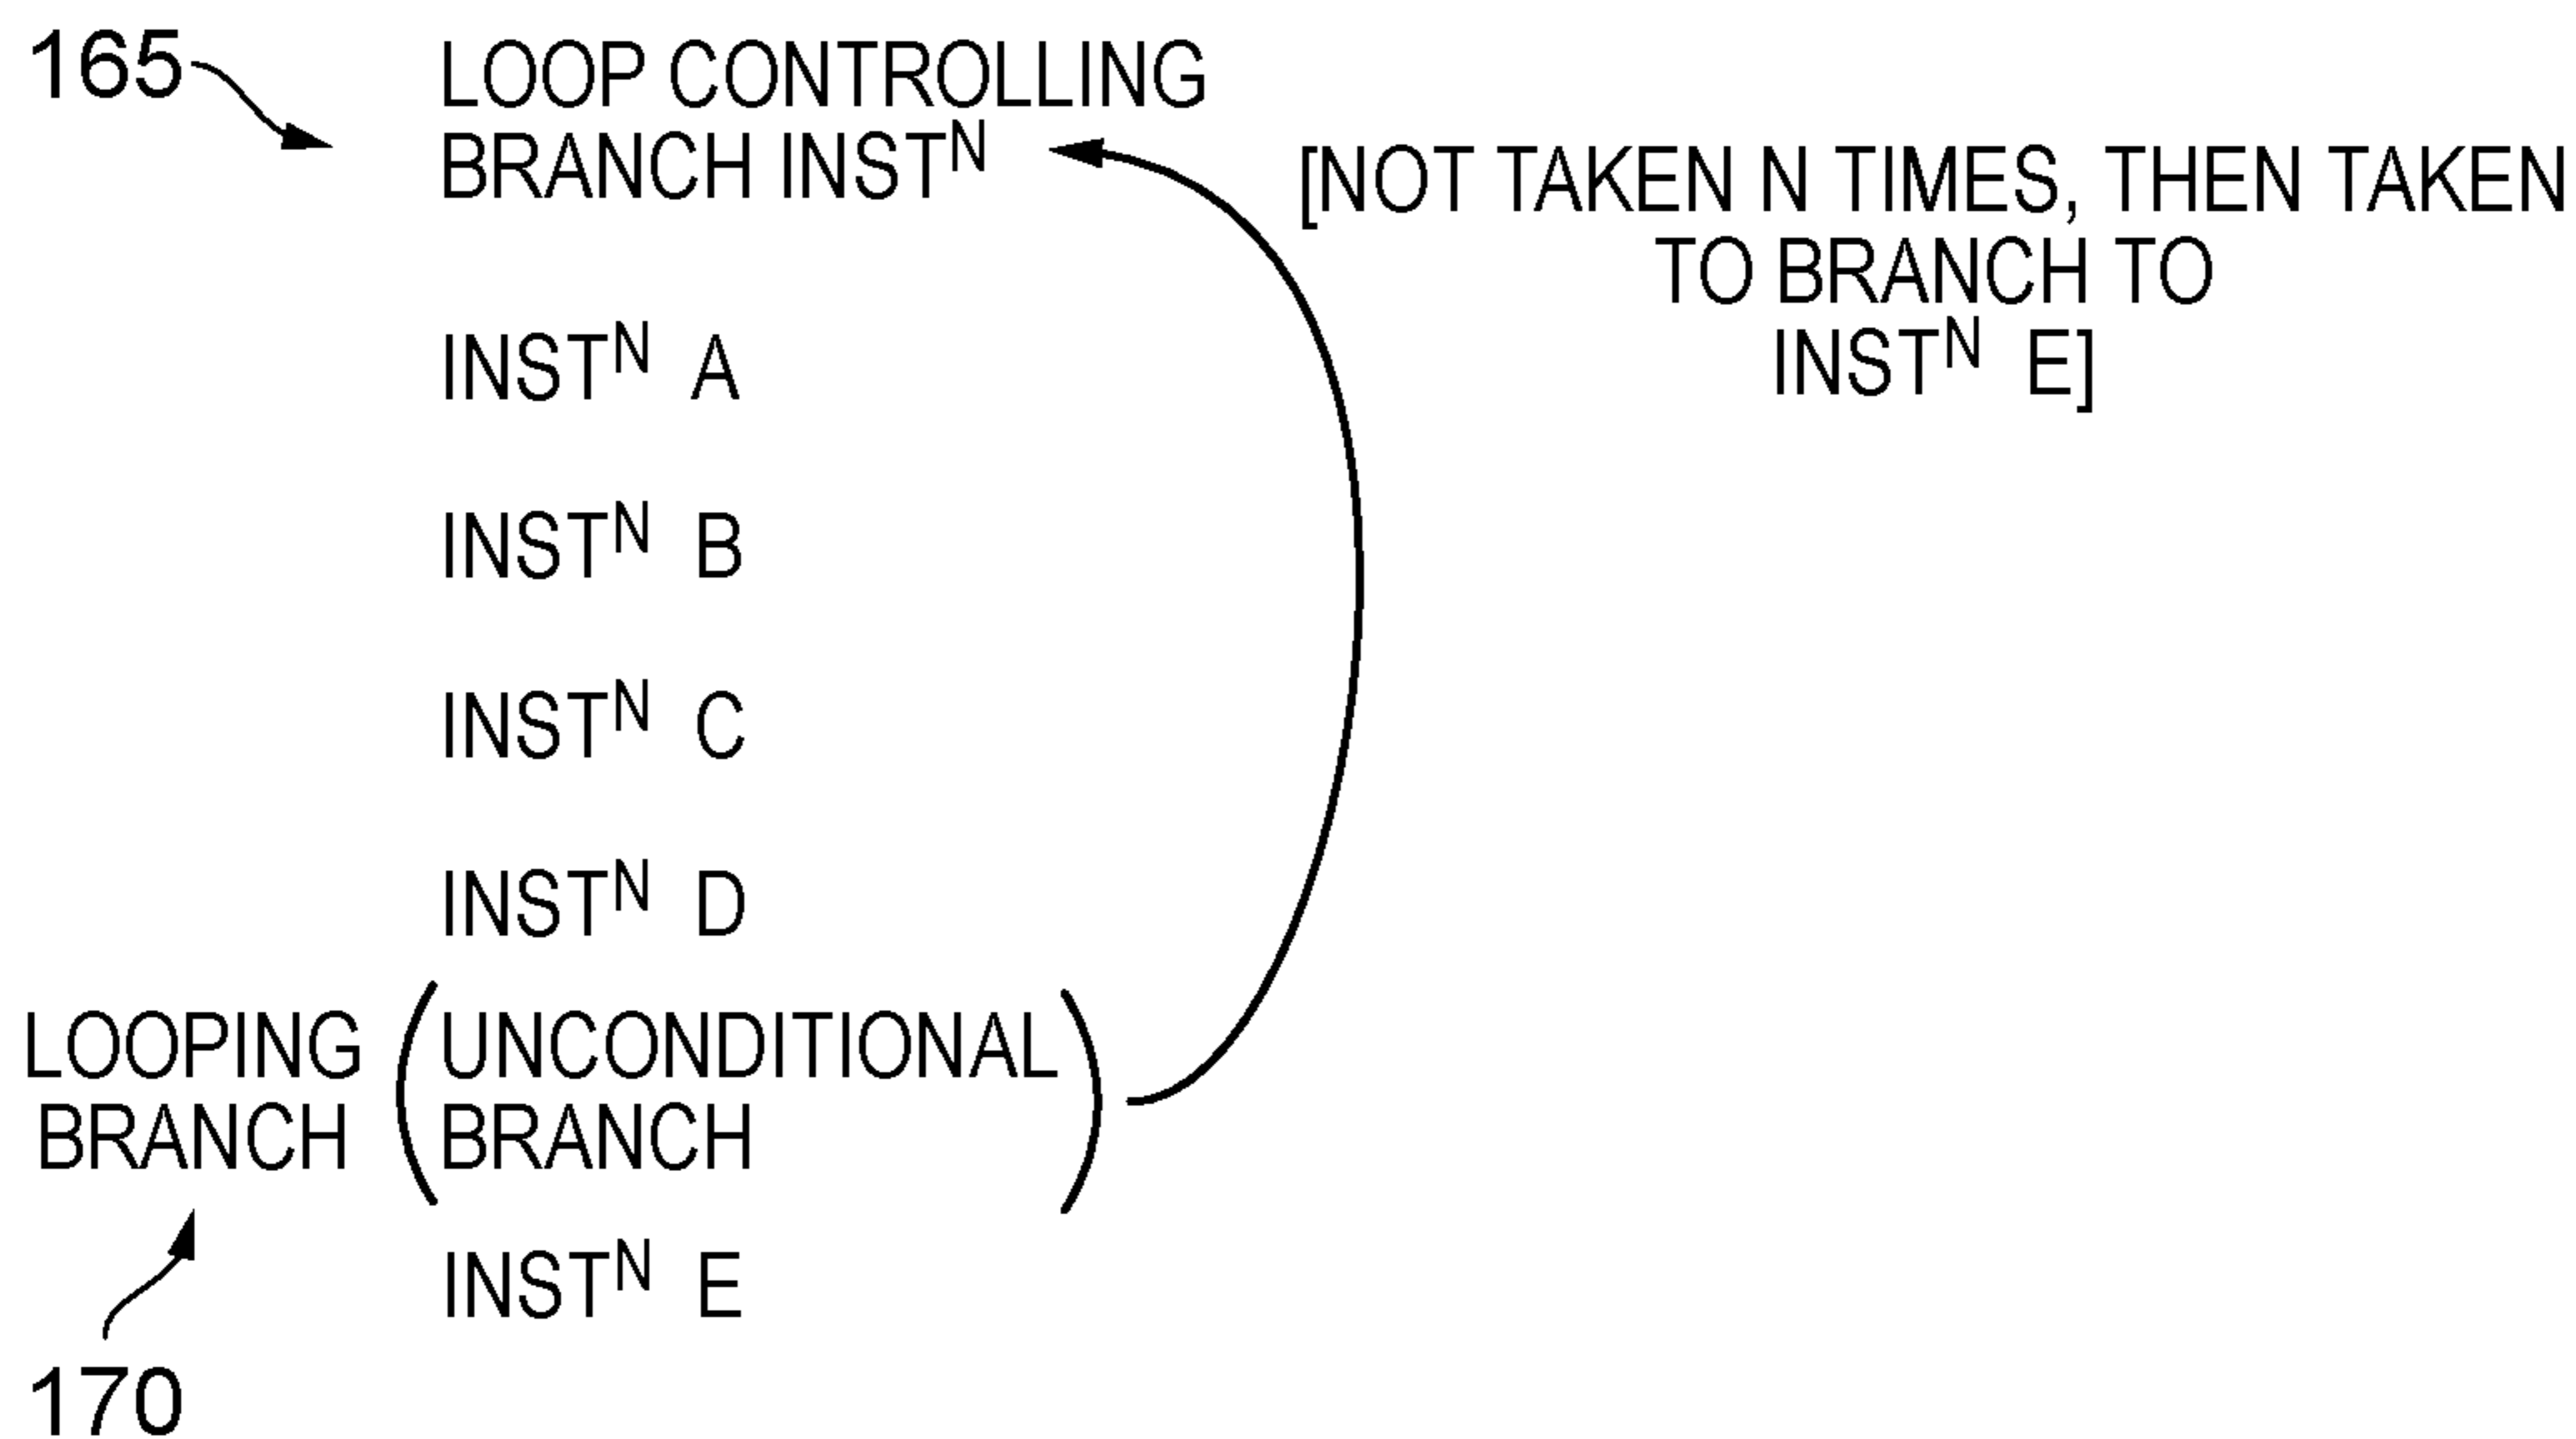 165
LOOP CONTROLLING
BRANCH INSTᴺ
[NOT TAKEN N TIMES, THEN TAKEN
TO BRANCH TO
INSTᴺ E]
INSTᴺ A
INSTᴺ B
INSTᴺ C
INSTᴺ D
LOOPING
BRANCH
(UNCONDITIONAL
BRANCH)
INSTᴺ E
170